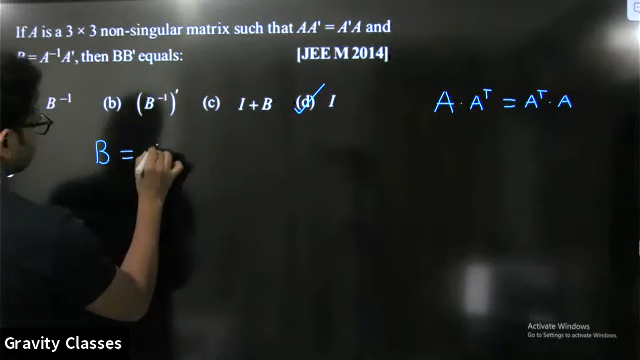 If A is a 3 × 3 non-singular matrix such that AA' = A'A and
B = A⁻¹A', then BB' equals: [JEE M 2014]
B⁻¹ (b) (B⁻¹)' (c) I + B (d) I
A · Aᵀ = Aᵀ · A
B =
Activate Windows
Go to Settings to activate Windows.
Gravity Classes